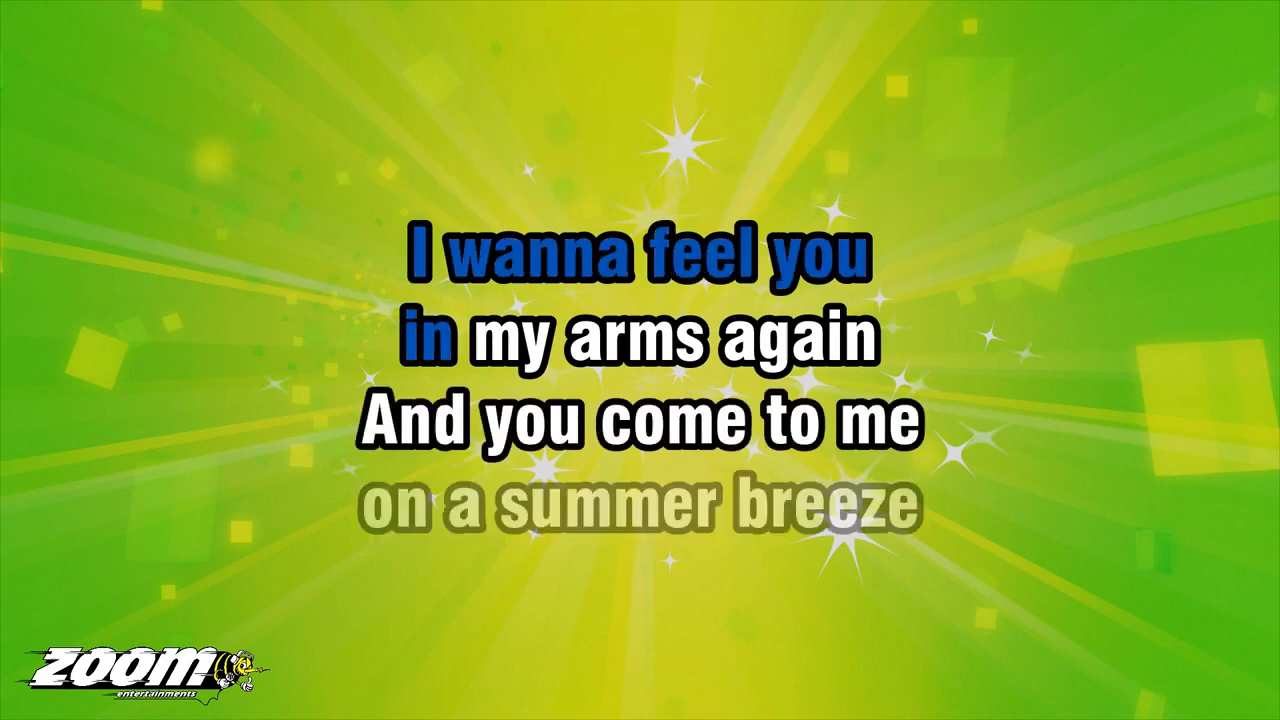 I wanna feel you
in my arms again
And you come to me
on a summer breeze
zoom
entertainments